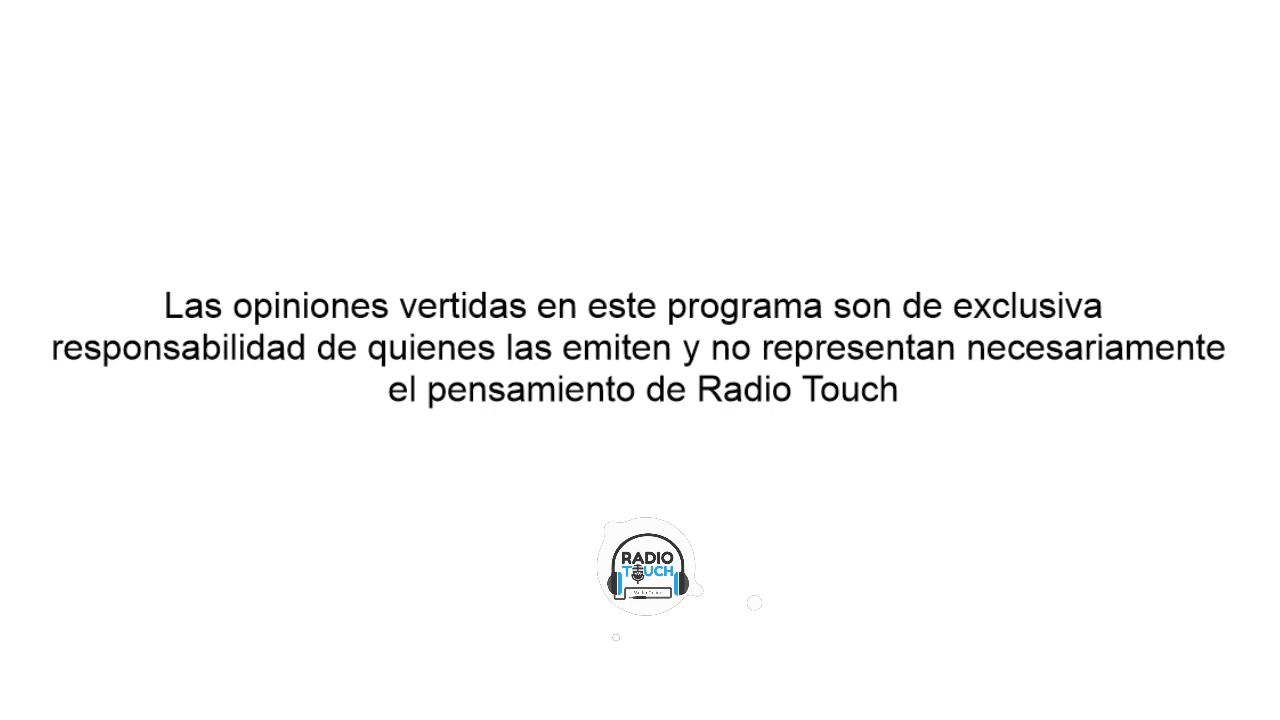 Las opiniones vertidas en este programa son de exclusiva
responsabilidad de quienes las emiten y no representan necesariamente
el pensamiento de Radio Touch
RADIO
TOUCH